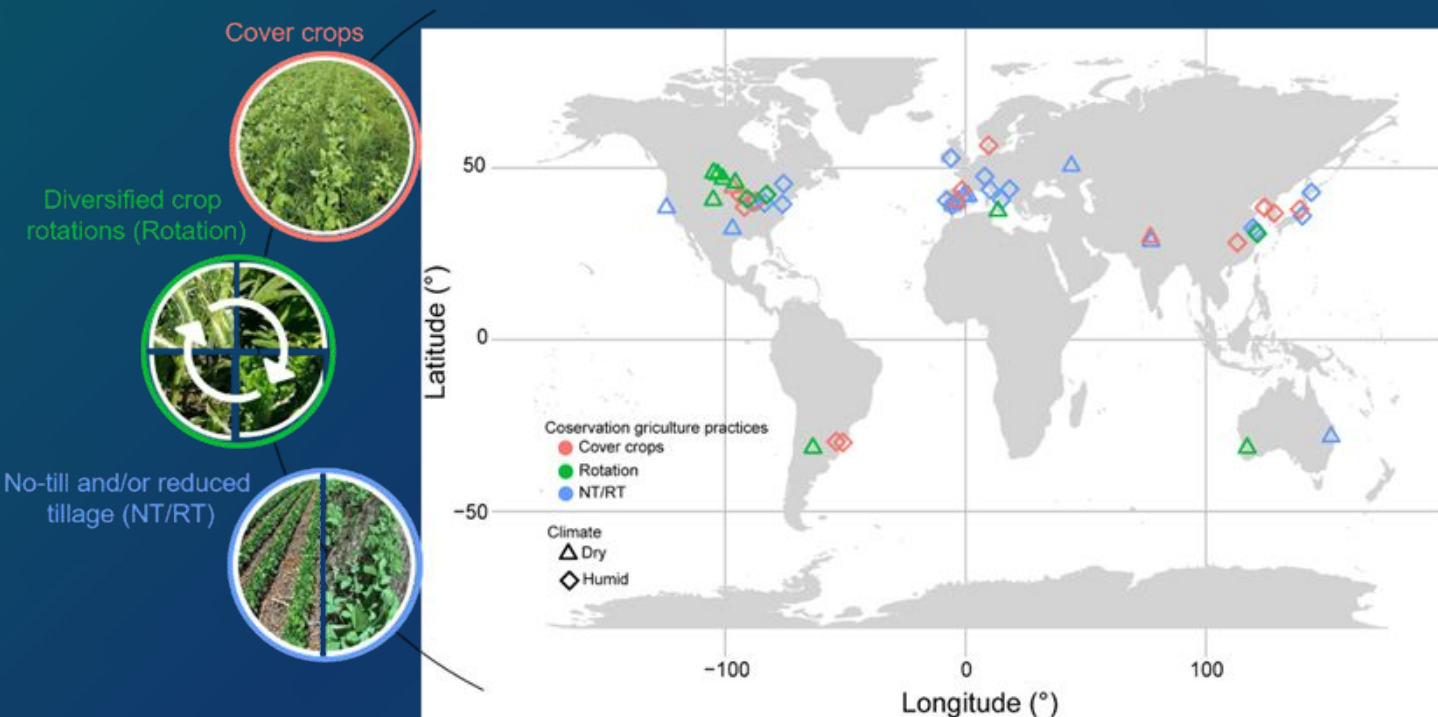 Cover crops
Diversified crop
rotations (Rotation)
No-till and/or reduced
tillage (NT/RT)
Latitude (°)
50
0
−50
Coservation griculture practices
Cover crops
Rotation
NT/RT
Climate
Dry
Humid
−100
0
100
Longitude (°)